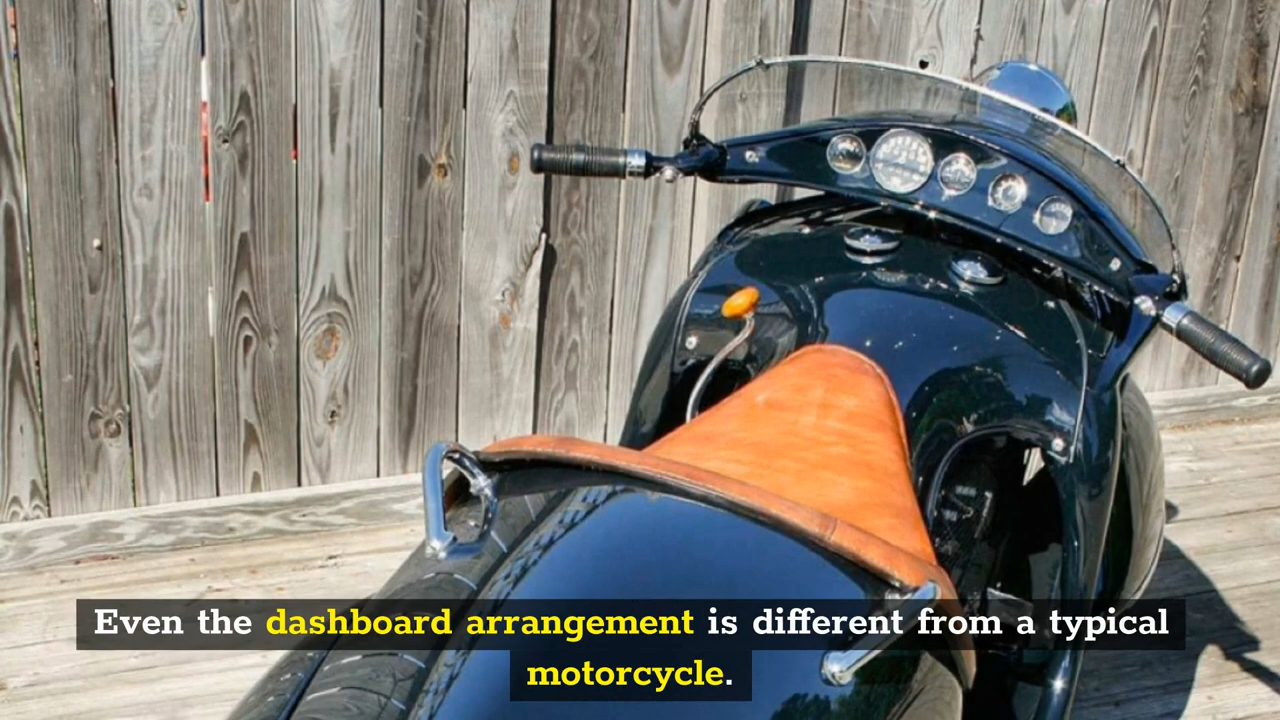 Even the dashboard arrangement is different from a typical
motorcycle.